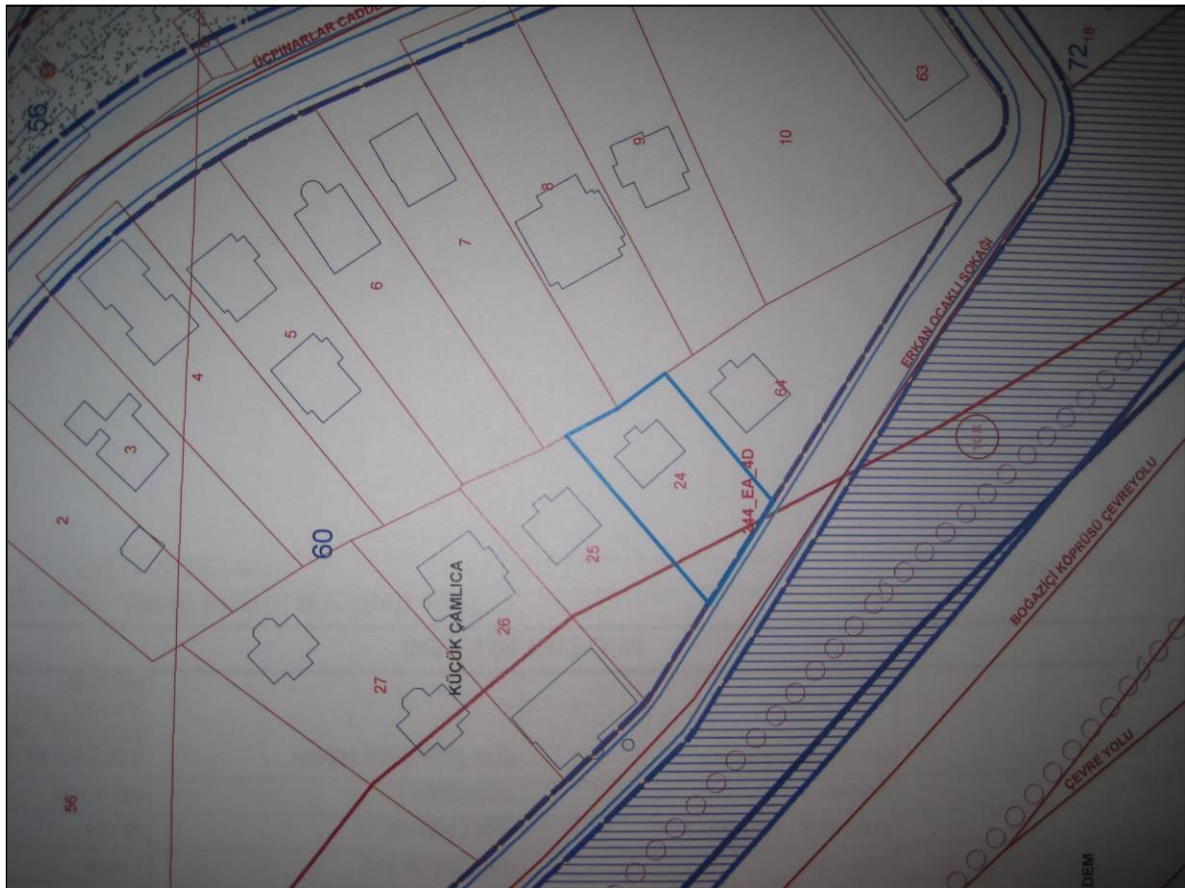 ÜÇPINARLAR CADDE
56
72
18
63
10
9
8
7
6
5
4
3
2
60
ERKAN OCAKLI SOKAĞI
64
24
244_EA_4D
25
KÜÇÜK ÇAMLICA
26
27
56
BOĞAZİÇİ KÖPRÜSÜ ÇEVREYOLU
ÇEVRE YOLU
DEM